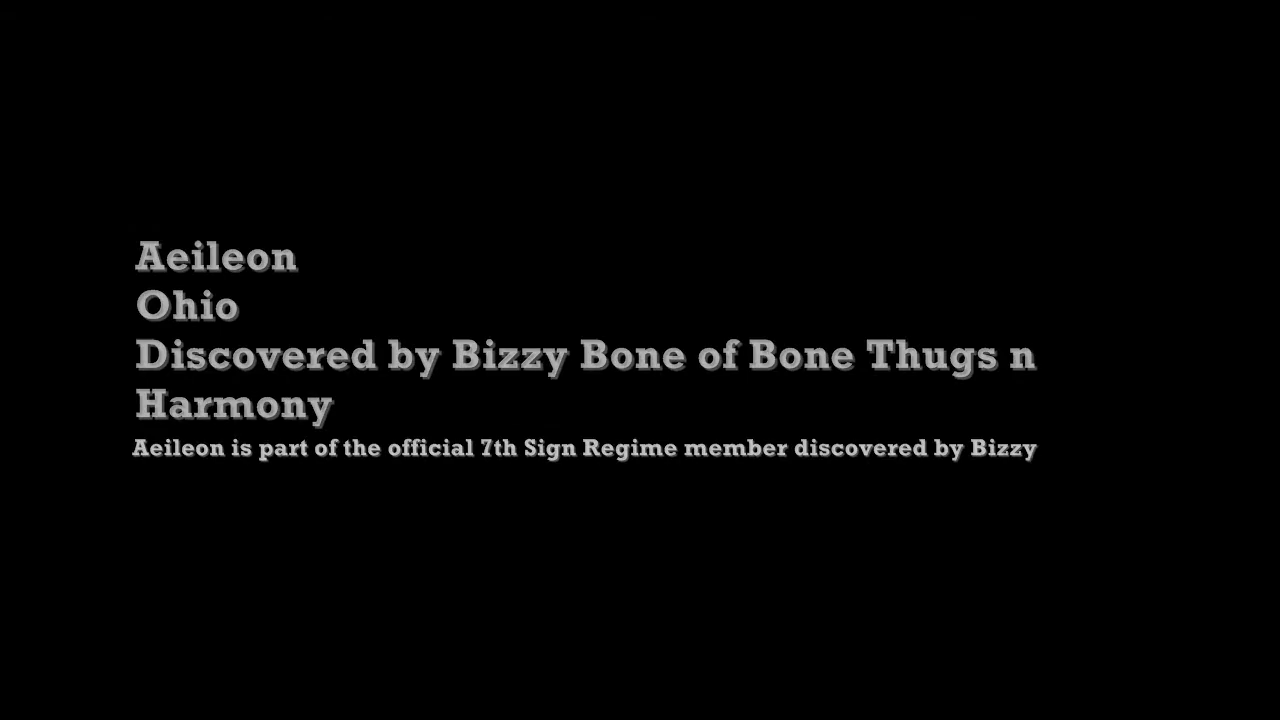 Aeileon
Ohio
Discovered by Bizzy Bone of Bone Thugs n
Harmony
Aeileon is part of the official 7th Sign Regime member discovered by Bizzy